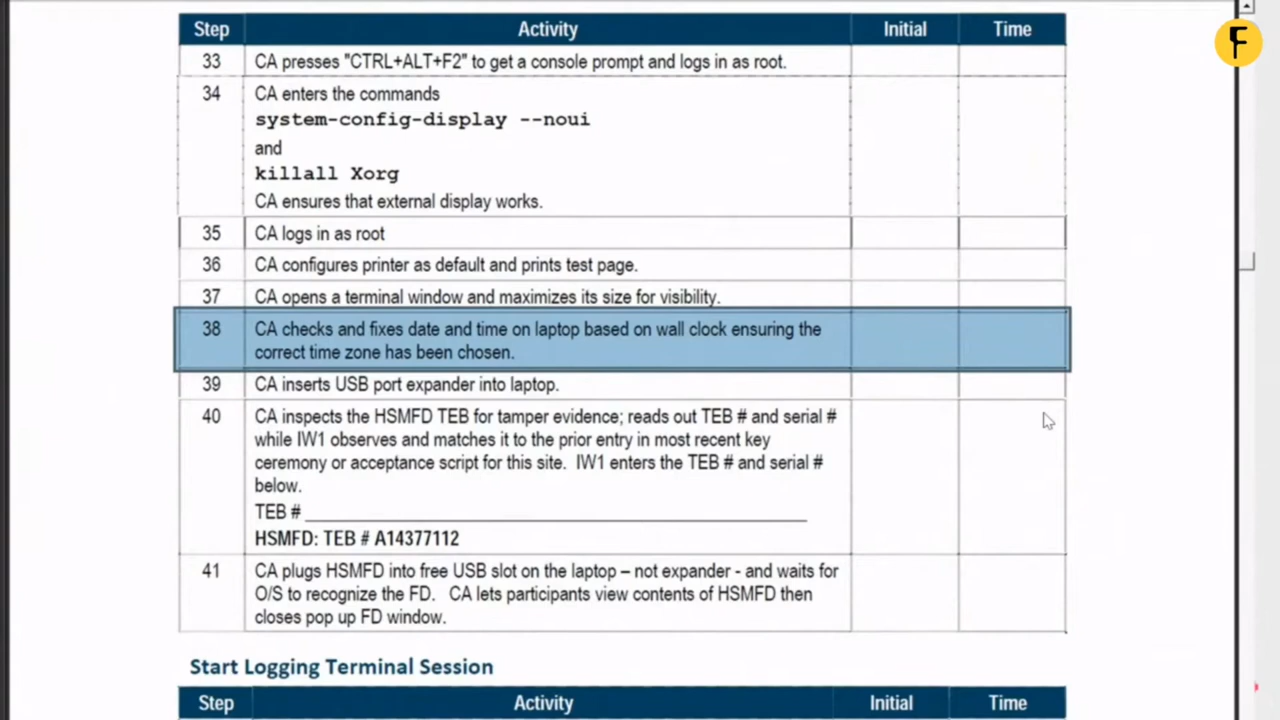 Step Activity Initial Time
33 CA presses "CTRL+ALT+F2" to get a console prompt and logs in as root.
34 CA enters the commands
system-config-display --noui
and
killall Xorg
CA ensures that external display works.
35 CA logs in as root
36 CA configures printer as default and prints test page.
37 CA opens a terminal window and maximizes its size for visibility.
38 CA checks and fixes date and time on laptop based on wall clock ensuring the
correct time zone has been chosen.
39 CA inserts USB port expander into laptop.
40 CA inspects the HSMFD TEB for tamper evidence; reads out TEB # and serial #
while IW1 observes and matches it to the prior entry in most recent key
ceremony or acceptance script for this site. IW1 enters the TEB # and serial #
below.
TEB # ______________________________
HSMFD: TEB # A14377112
41 CA plugs HSMFD into free USB slot on the laptop – not expander - and waits for
O/S to recognize the FD. CA lets participants view contents of HSMFD then
closes pop up FD window.
Start Logging Terminal Session
Step Activity Initial Time
F